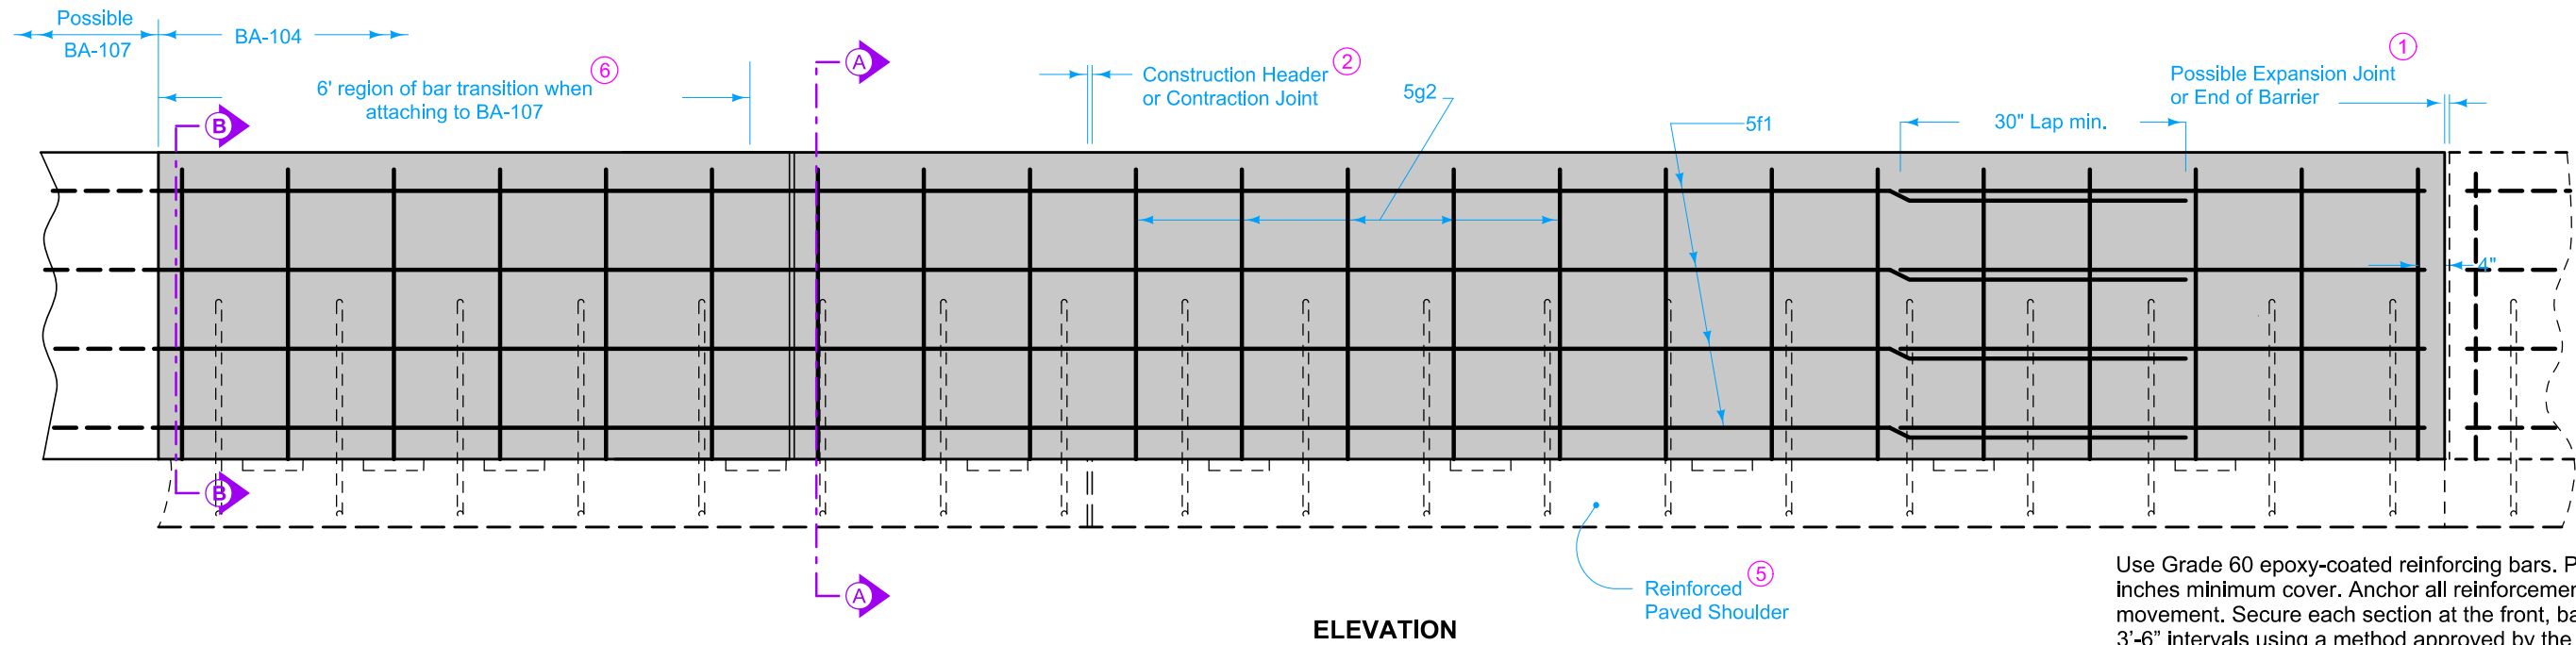 Possible
BA-107
BA-104
6' region of bar transition when
attaching to BA-107
6
A
B
Construction Header
or Contraction Joint
2
5g2
5f1
1
Possible Expansion Joint
or End of Barrier
30" Lap min.
4"
B
A
Reinforced
Paved Shoulder
5
ELEVATION
Use Grade 60 epoxy-coated reinforcing bars. P
inches minimum cover. Anchor all reinforcemen
movement. Secure each section at the front, ba
3'-6” intervals using a method approved by the